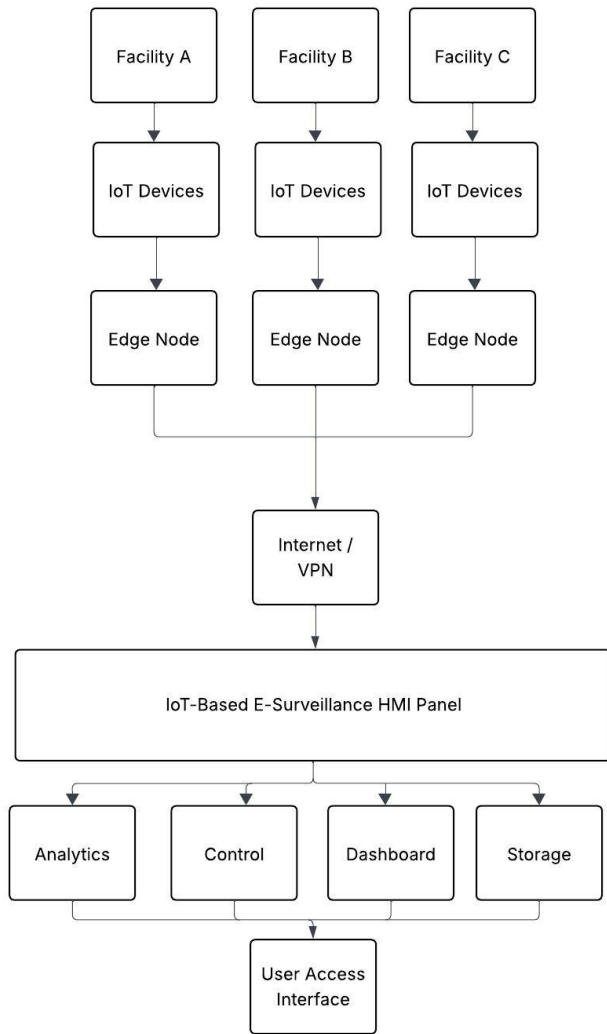 Facility A
Facility B
Facility C
IoT Devices
IoT Devices
IoT Devices
Edge Node
Edge Node
Edge Node
Internet /
VPN
IoT-Based E-Surveillance HMI Panel
Analytics
Control
Dashboard
Storage
User Access
Interface